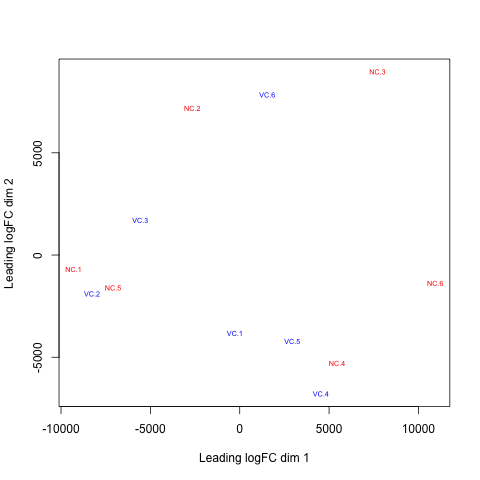 NC.3
VC.6
NC.2
VC.3
NC.1
NC.5
VC.2
NC.6
VC.1
VC.5
NC.4
VC.4
5000
0
-5000
Leading logFC dim 2
-10000 -5000 0 5000 10000
Leading logFC dim 1